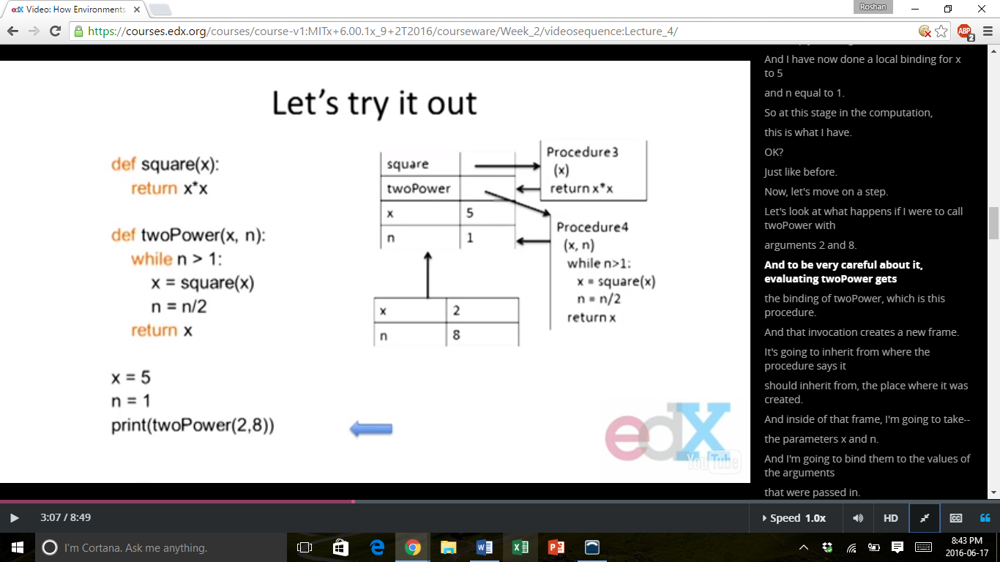 edX Video: How Environments
Roshan
https://courses.edx.org/courses/course-v1:MITx+6.00.1x_9+2T2016/courseware/Week_2/videosequence:Lecture_4/
ABP
2
Let's try it out
def square(x):
return x*x
def twoPower(x, n):
while n > 1:
x = square(x)
n = n/2
return x
x = 5
n = 1
print(twoPower(2,8))
square
twoPower
x 5
n 1
Procedure3
(x)
return x*x
Procedure4
(x, n)
while n>1:
x = square(x)
n = n/2
return x
x 2
n 8
edX
YouTube
And I have now done a local binding for x
to 5
and n equal to 1.
So at this stage in the computation,
this is what I have.
OK?
Just like before.
Now, let's move on a step.
Let's look at what happens if I were to call
twoPower with
arguments 2 and 8.
And to be very careful about it,
evaluating twoPower gets
the binding of twoPower, which is this
procedure.
And that invocation creates a new frame.
It's going to inherit from where the
procedure says it
should inherit from, the place where it was
created.
And inside of that frame, I'm going to take--
the parameters x and n.
And I'm going to bind them to the values of
the arguments
that were passed in.
3:07 / 8:49
Speed 1.0x
HD
CC
I'm Cortana. Ask me anything.
8:43 PM
2016-06-17